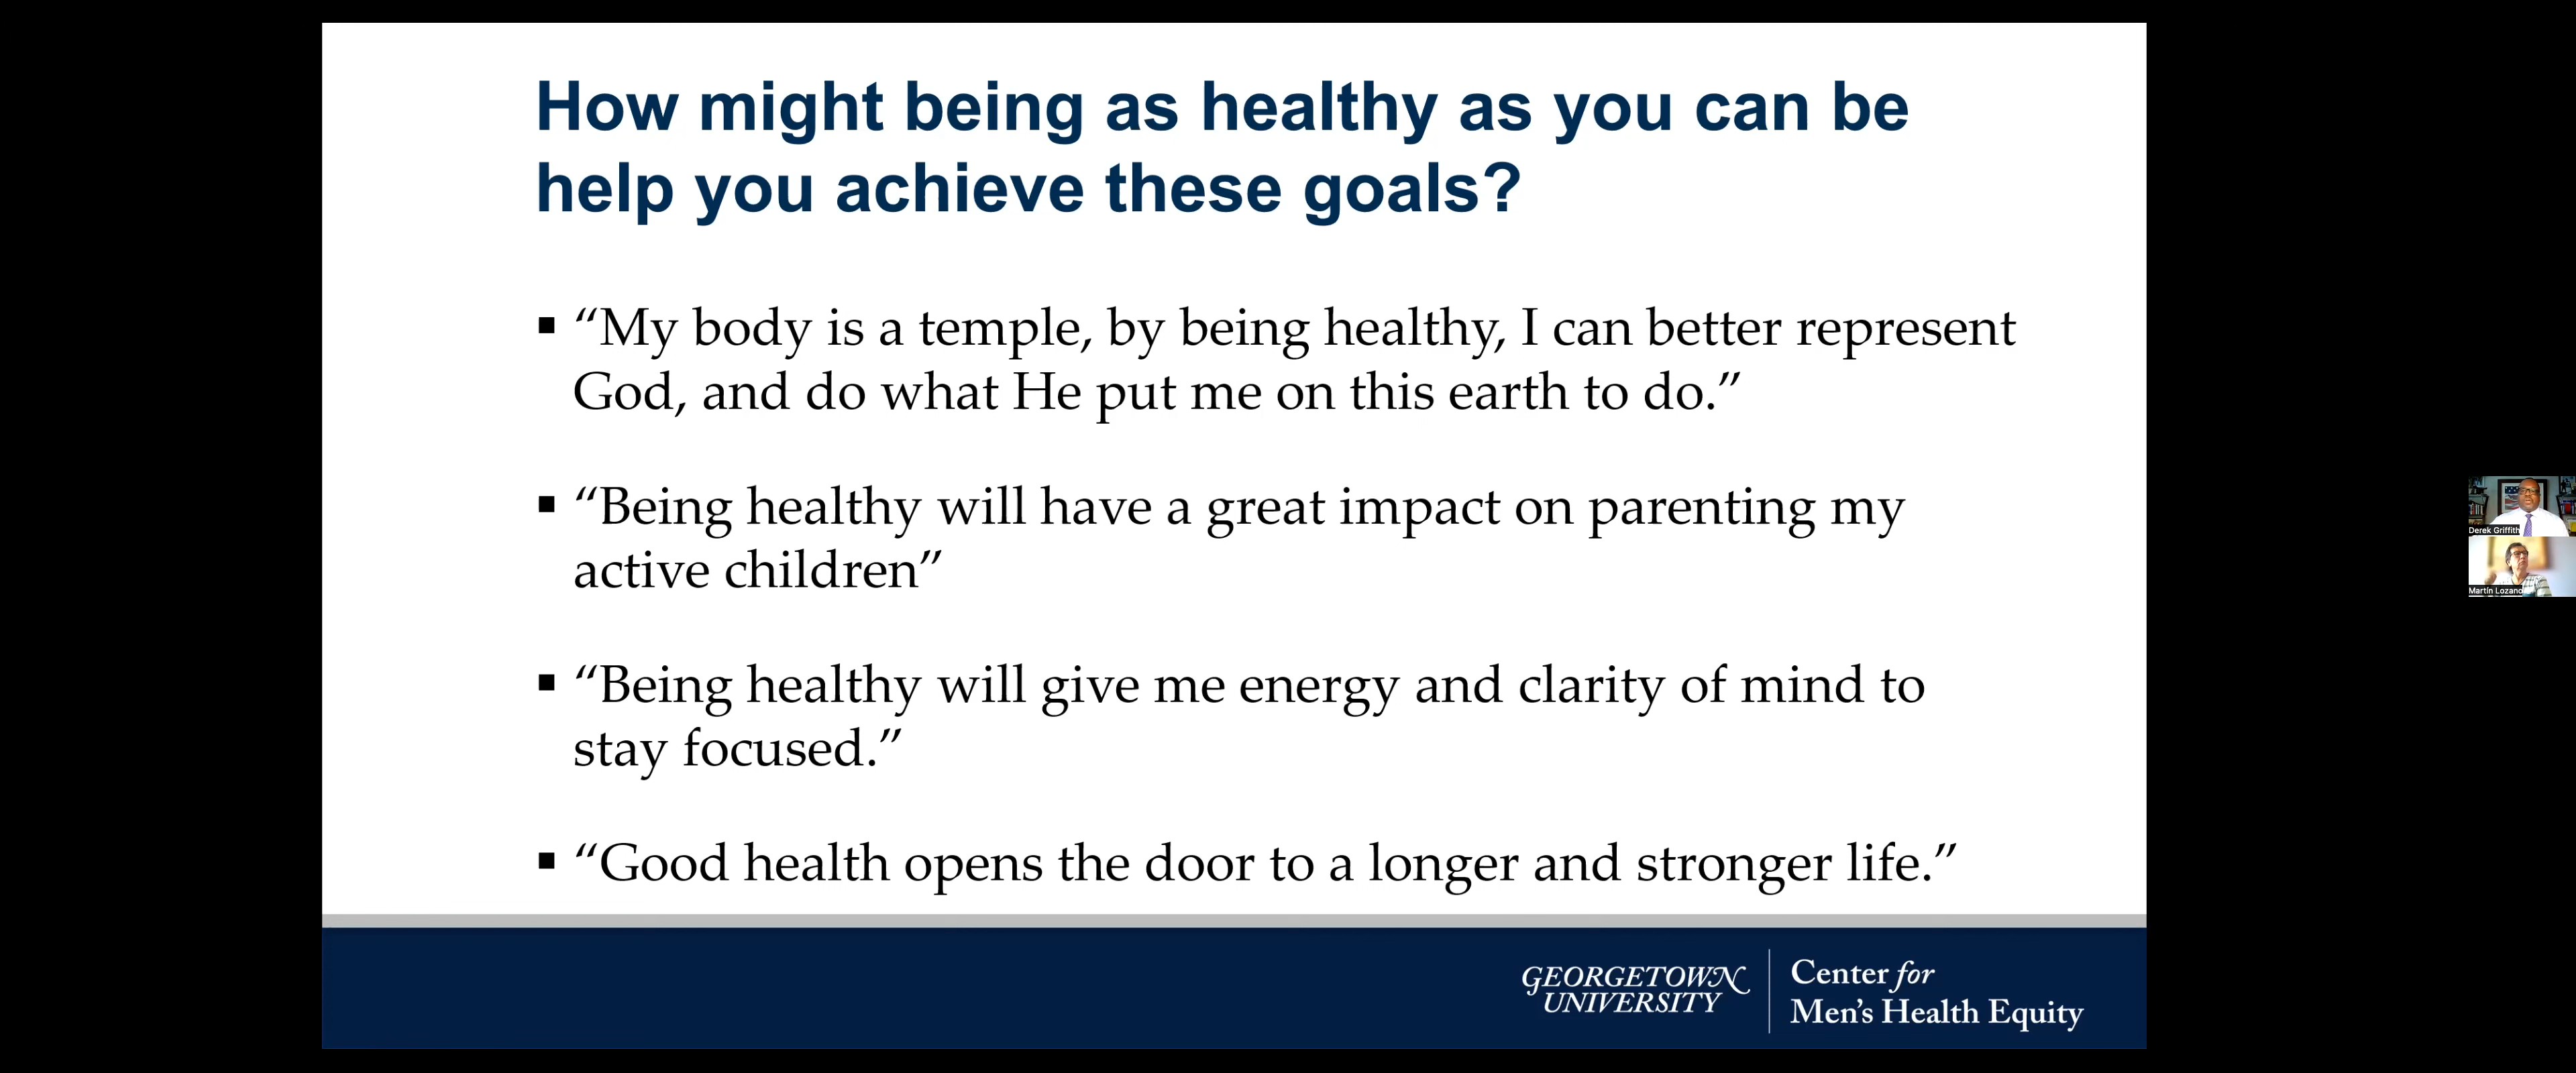 How might being as healthy as you can be
help you achieve these goals?
▪ “My body is a temple, by being healthy, I can better represent
God, and do what He put me on this earth to do.”
▪ “Being healthy will have a great impact on parenting my
active children”
▪ “Being healthy will give me energy and clarity of mind to
stay focused.”
▪ “Good health opens the door to a longer and stronger life.”
GEORGETOWN
UNIVERSITY
Center for
Men’s Health Equity
Derek Griffith
Martín Lozano